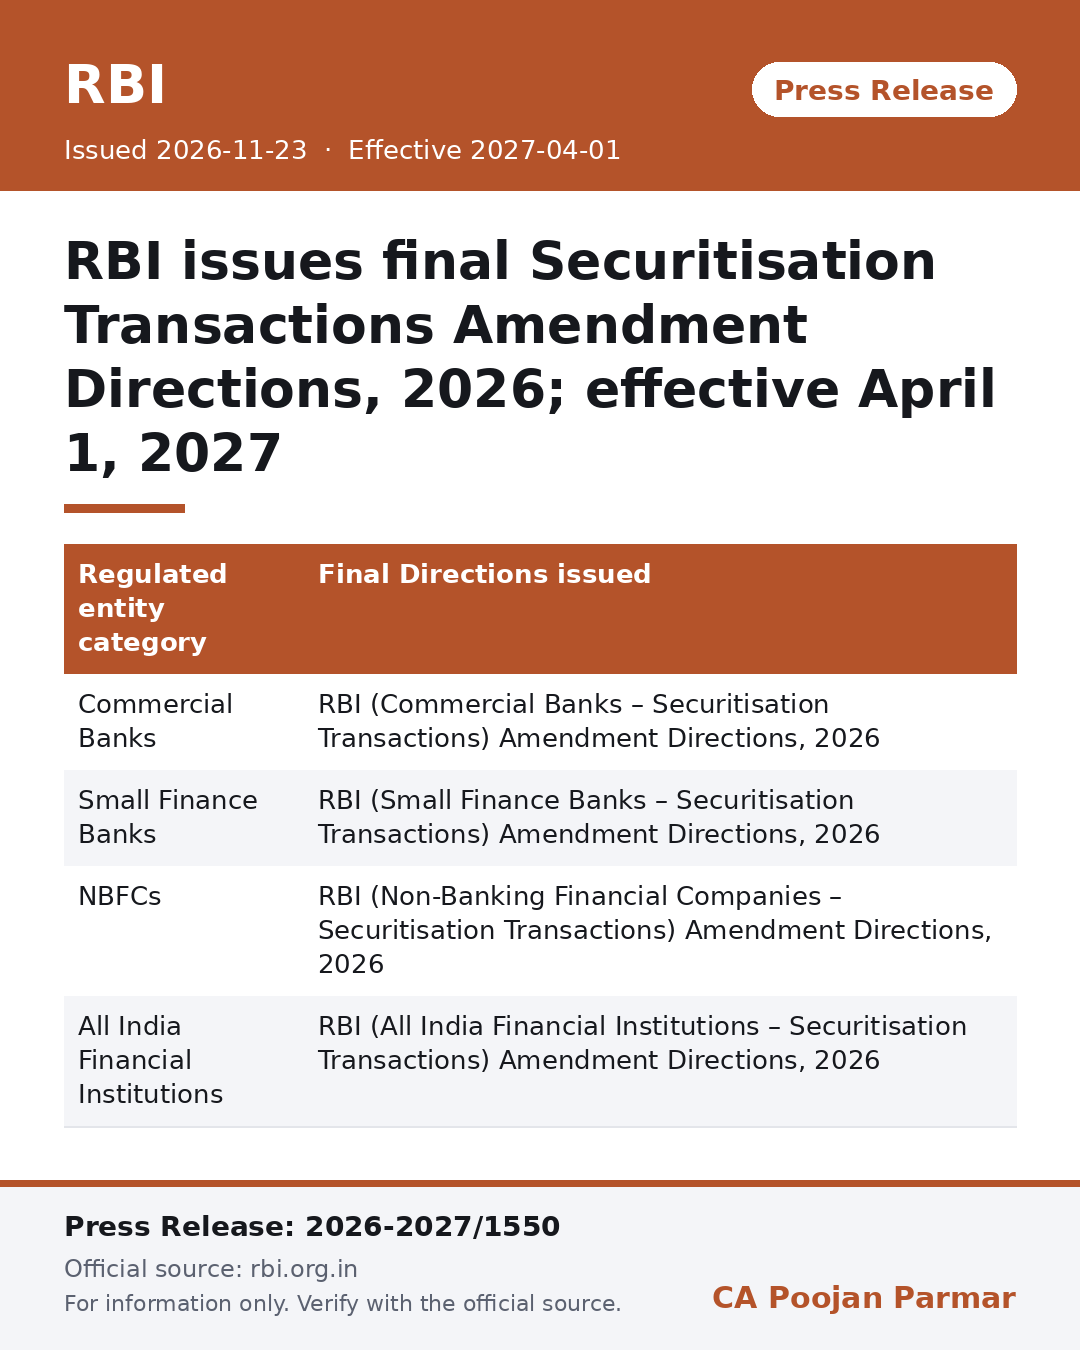 RBI
Press Release
Issued 2026-11-23 · Effective 2027-04-01
RBI issues final Securitisation
Transactions Amendment
Directions, 2026; effective April
1, 2027
Regulated
entity
category
Final Directions issued
Commercial
Banks
RBI (Commercial Banks – Securitisation
Transactions) Amendment Directions, 2026
Small Finance
Banks
RBI (Small Finance Banks – Securitisation
Transactions) Amendment Directions, 2026
NBFCs
RBI (Non-Banking Financial Companies –
Securitisation Transactions) Amendment Directions,
2026
All India
Financial
Institutions
RBI (All India Financial Institutions – Securitisation
Transactions) Amendment Directions, 2026
Press Release: 2026-2027/1550
Official source: rbi.org.in
For information only. Verify with the official source.
CA Poojan Parmar